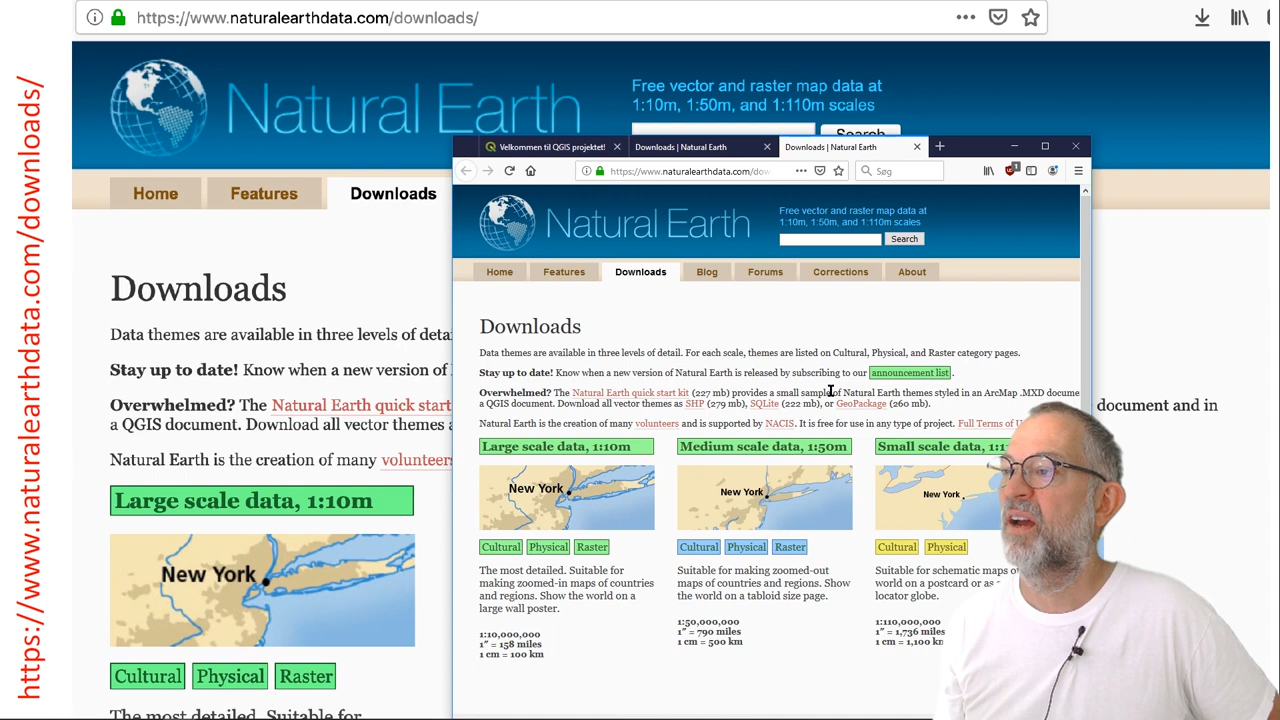 https://www.naturalearthdata.com/downloads/
https://www.naturalearthdata.com/downloads/
Natural Earth
Free vector and raster map data at
1:10m, 1:50m, and 1:110m scales
Search
Home Features Downloads
Downloads
Data themes are available in three levels of detai
Stay up to date! Know when a new version of
Overwhelmed? The Natural Earth quick start
document and in
a QGIS document. Download all vector themes
Natural Earth is the creation of many volunteers
Large scale data, 1:10m
New York
Cultural Physical Raster
The most detailed. Suitable for
Velkommen til QGIS projektet!
Downloads | Natural Earth
Downloads | Natural Earth
https://www.naturalearthdata.com/dow
Søg
1
Natural Earth
Free vector and raster map data at
1:10m, 1:50m, and 1:110m scales
Search
Home Features Downloads Blog Forums Corrections About
Downloads
Data themes are available in three levels of detail. For each scale, themes are listed on Cultural, Physical, and Raster category pages.
Stay up to date! Know when a new version of Natural Earth is released by subscribing to our announcement list.
Overwhelmed? The Natural Earth quick start kit (227 mb) provides a small sample of Natural Earth themes styled in an ArcMap .MXD docume
a QGIS document. Download all vector themes as SHP (279 mb), SQLite (222 mb), or GeoPackage (260 mb).
Natural Earth is the creation of many volunteers and is supported by NACIS. It is free for use in any type of project. Full Terms of U
Large scale data, 1:10m
New York
Cultural Physical Raster
The most detailed. Suitable for
making zoomed-in maps of countries
and regions. Show the world on a
large wall poster.
1:10,000,000
1″ = 158 miles
1 cm = 100 km
Medium scale data, 1:50m
New York
Cultural Physical Raster
Suitable for making zoomed-out
maps of countries and regions. Show
the world on a tabloid size page.
1:50,000,000
1″ = 790 miles
1 cm = 500 km
Small scale data, 1:11
New York
Cultural Physical
Suitable for schematic maps
world on a postcard or as
locator globe.
1:110,000,000
1″ = 1,736 miles
1 cm = 1,100 k